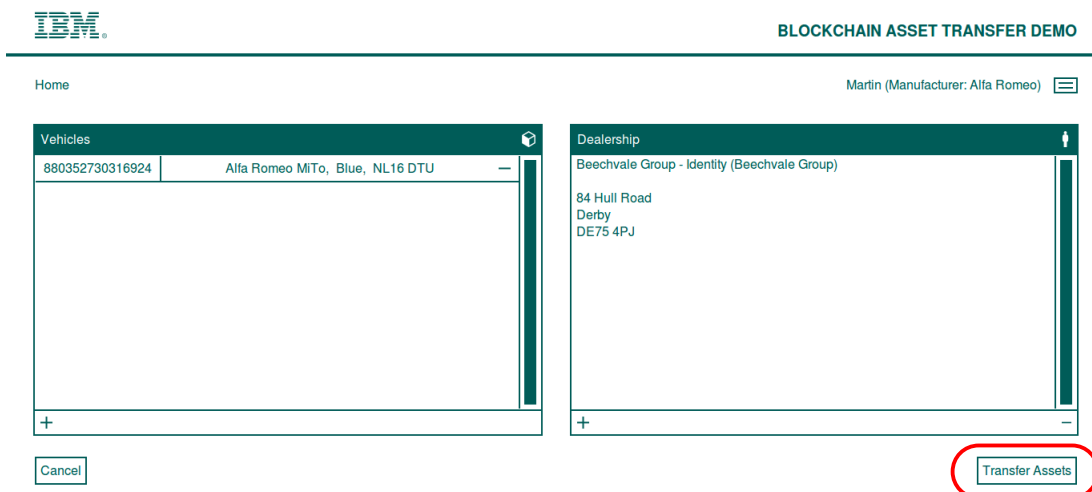 IBM®
BLOCKCHAIN ASSET TRANSFER DEMO
Home
Martin (Manufacturer: Alfa Romeo)
Vehicles
880352730316924 Alfa Romeo MiTo, Blue, NL16 DTU −
+
Dealership
Beechvale Group - Identity (Beechvale Group)
84 Hull Road
Derby
DE75 4PJ
+ −
Cancel
Transfer Assets